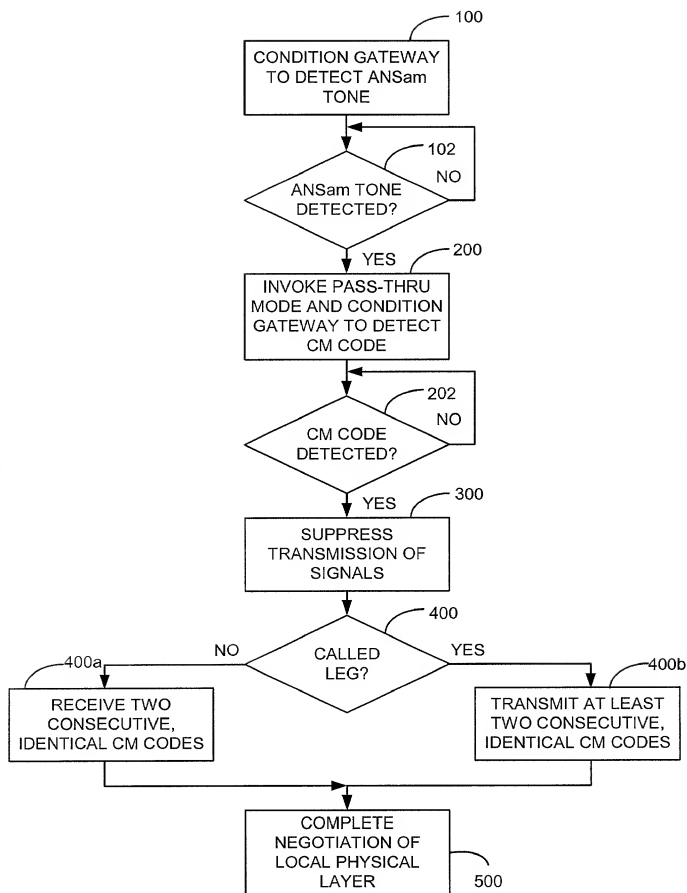 100
CONDITION GATEWAY
TO DETECT ANSam
TONE
102
NO
ANSam TONE
DETECTED?
YES
200
INVOKE PASS-THRU
MODE AND CONDITION
GATEWAY TO DETECT
CM CODE
202
NO
CM CODE
DETECTED?
YES
300
SUPPRESS
TRANSMISSION OF
SIGNALS
400
NO
CALLED
LEG?
YES
400a
RECEIVE TWO
CONSECUTIVE,
IDENTICAL CM CODES
400b
TRANSMIT AT LEAST
TWO CONSECUTIVE,
IDENTICAL CM CODES
COMPLETE
NEGOTIATION OF
LOCAL PHYSICAL
LAYER
500